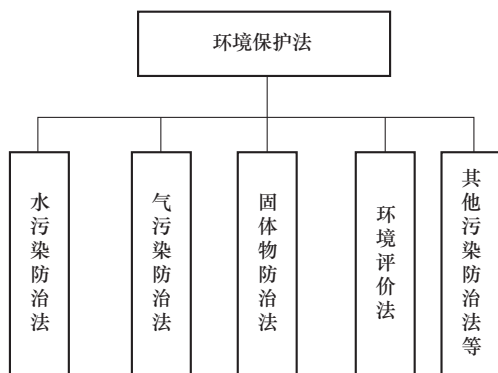 环境保护法
水污染防治法
气污染防治法
固体物防治法
环境评价法
其他污染防治法等